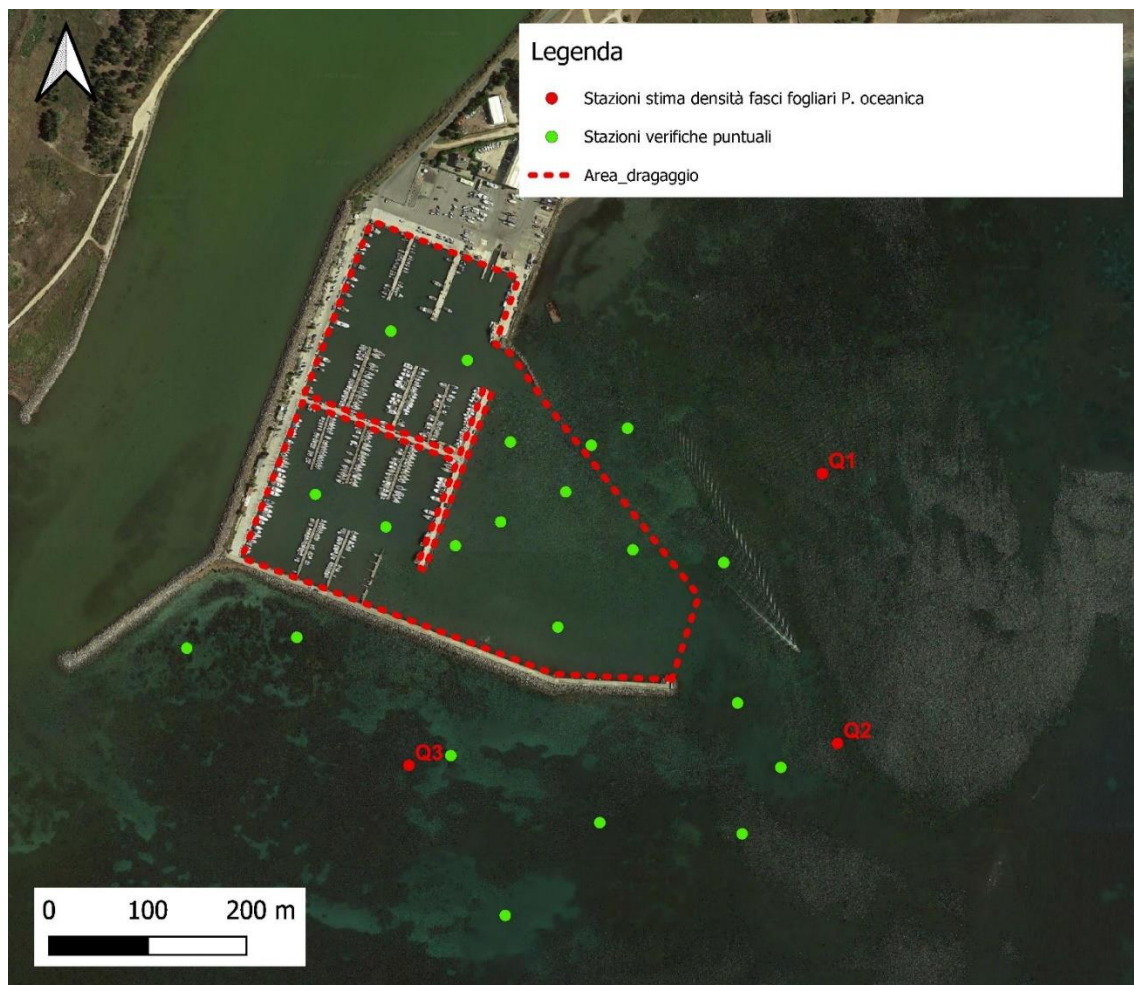 Legenda
Stazioni stima densità fasci fogliari P. oceanica
Stazioni verifiche puntuali
Area_dragaggio
Q1
Q2
Q3
0 100 200 m